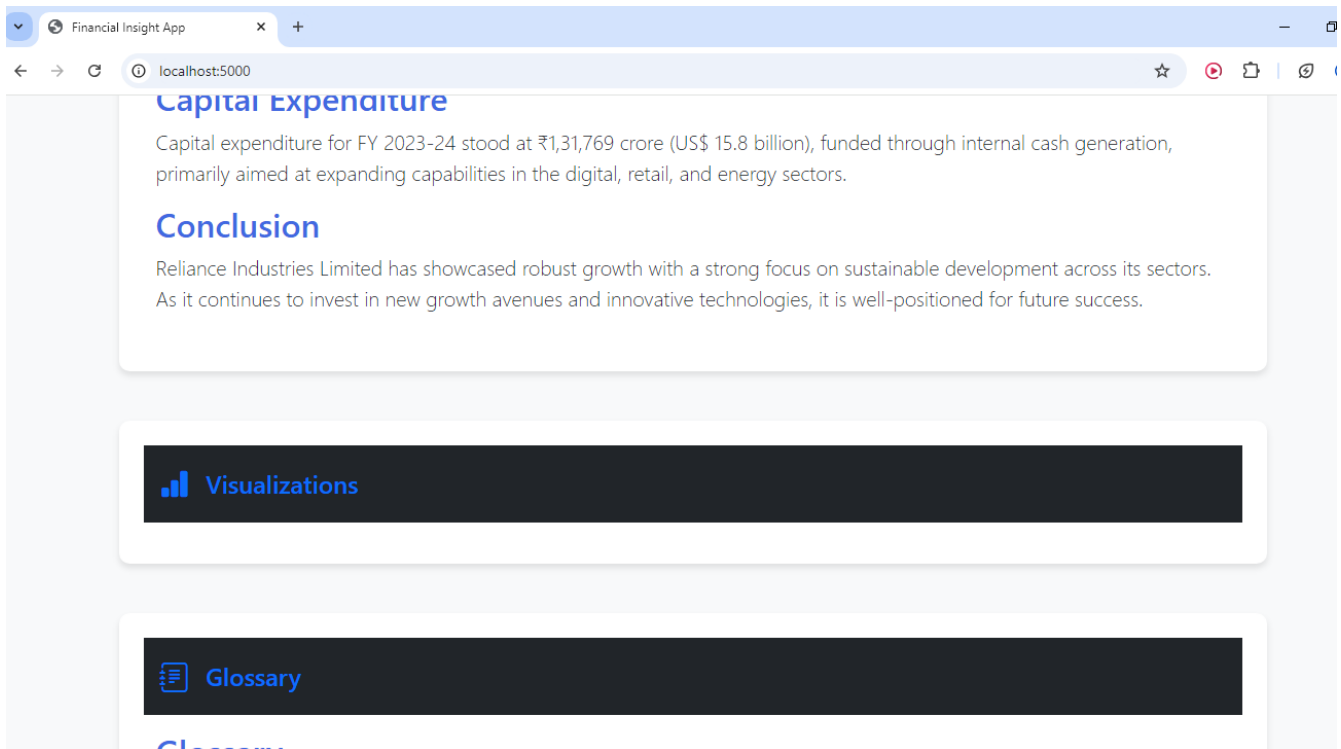 Financial Insight App
localhost:5000
Capital Expenditure
Capital expenditure for FY 2023-24 stood at ₹1,31,769 crore (US$ 15.8 billion), funded through internal cash generation,
primarily aimed at expanding capabilities in the digital, retail, and energy sectors.
Conclusion
Reliance Industries Limited has showcased robust growth with a strong focus on sustainable development across its sectors.
As it continues to invest in new growth avenues and innovative technologies, it is well-positioned for future success.
Visualizations
Glossary
Glossary